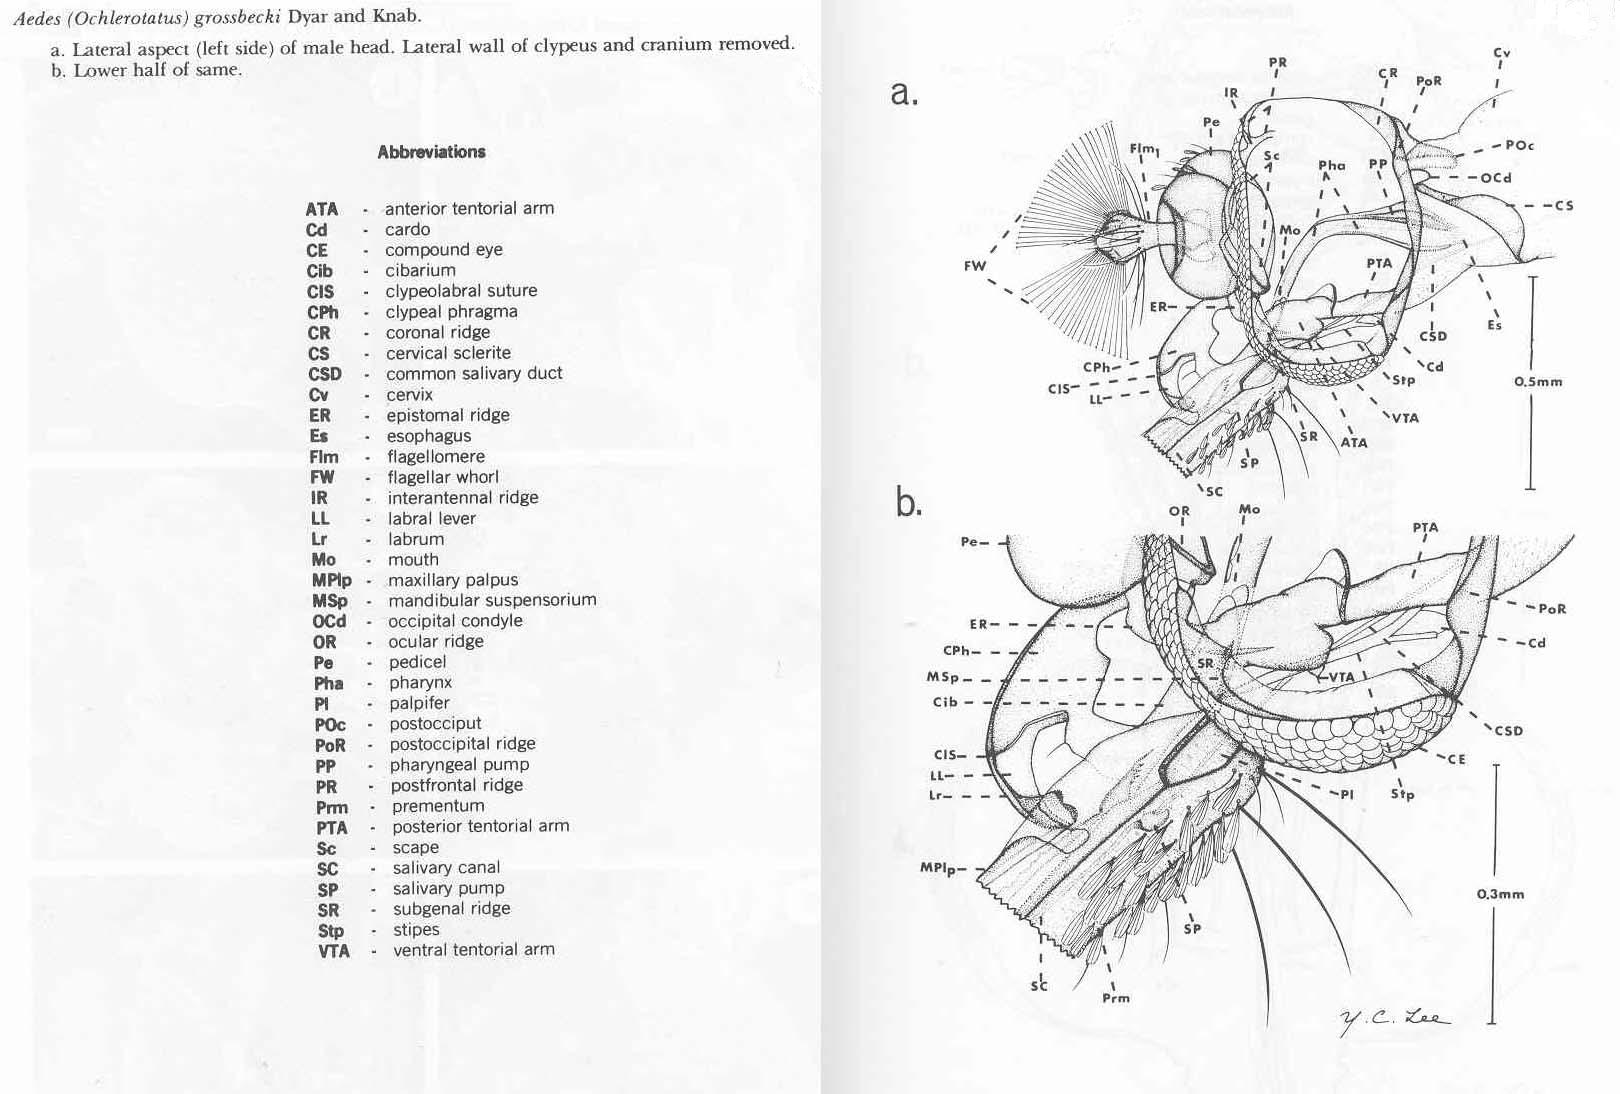 Aedes (Ochlerotatus) grossbecki Dyar and Knab.
a. Lateral aspect (left side) of male head. Lateral wall of clypeus and cranium removed.
b. Lower half of same.
Abbreviations
ATA - anterior tentorial arm
Cd - cardo
CE - compound eye
Cib - cibarium
ClS - clypeolabral suture
CPh - clypeal phragma
CR - coronal ridge
CS - cervical sclerite
CSD - common salivary duct
Cv - cervix
ER - epistomal ridge
Es - esophagus
Flm - flagellomere
FW - flagellar whorl
IR - interantennal ridge
LL - labral lever
Lr - labrum
Mo - mouth
MPlp - maxillary palpus
MSp - mandibular suspensorium
OCd - occipital condyle
OR - ocular ridge
Pe - pedicel
Pha - pharynx
Pl - palpifer
POc - postocciput
PoR - postoccipital ridge
PP - pharyngeal pump
PR - postfrontal ridge
Prm - prementum
PTA - posterior tentorial arm
Sc - scape
SC - salivary canal
SP - salivary pump
SR - subgenal ridge
Stp - stipes
VTA - ventral tentorial arm
a.
Cv
PR
CR
PoR
IR
Pe
Flm1
Sc
Pha
PP
POc
OCd
CS
Mo
FW
PTA
ER
Es
CSD
CPh
Cd
ClS
Stp
0.5mm
LL
VTA
SR
ATA
SP
SC
b.
OR
Mo
PTA
Pe
PoR
ER
Cd
CPh
SR
MSp
VTA
Cib
CSD
ClS
CE
LL
Lr
Pl
Stp
MPlp
0.3mm
SP
SC
Prm
Y. C. Lee